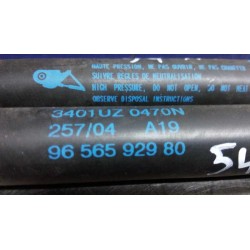 HAUTE PRESSION, NE PAS OUVRIR, NE PAS CHAUFFER
SUIVRE REGLES DE NEUTRALISATION
HIGH PRESSURE, DO NOT OPEN, DO NOT HEAT
OBSERVE DISPOSAL INSTRUCTIONS
3401UZ 0470N
257/04 A19
96 565 929 80